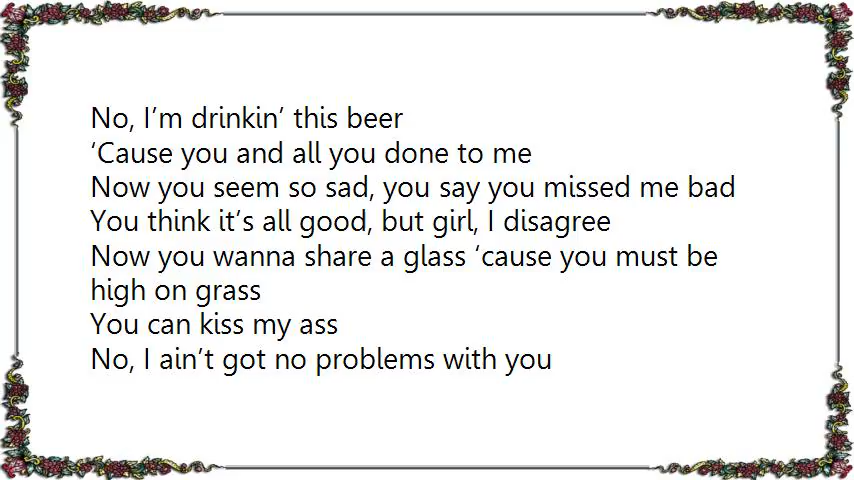 No, I’m drinkin’ this beer
‘Cause you and all you done to me
Now you seem so sad, you say you missed me bad
You think it’s all good, but girl, I disagree
Now you wanna share a glass ‘cause you must be
high on grass
You can kiss my ass
No, I ain’t got no problems with you